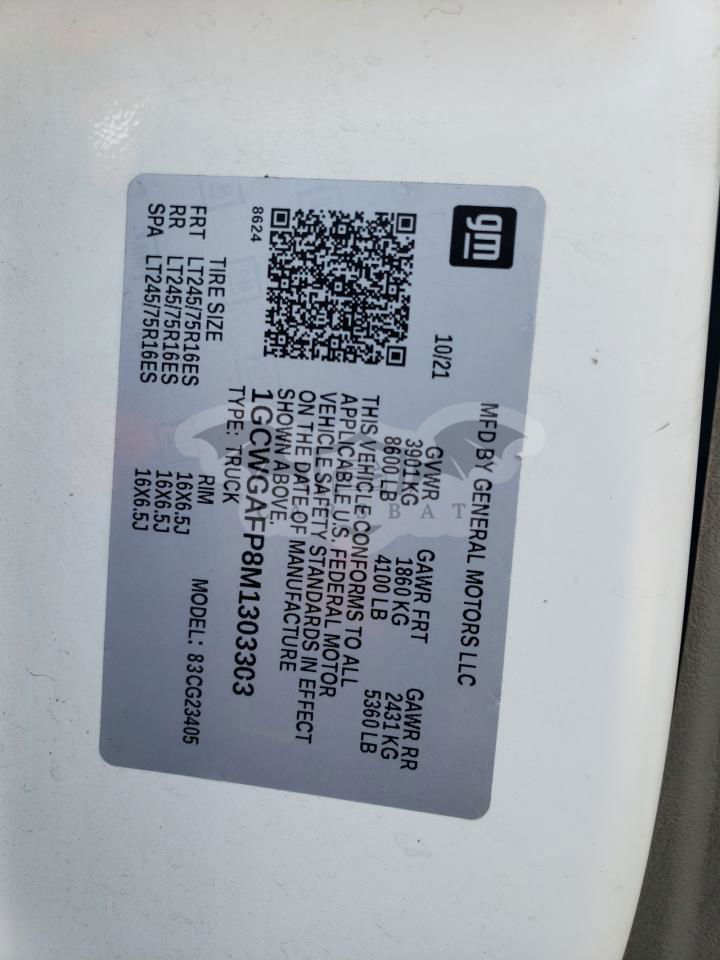 gm
MFD BY GENERAL MOTORS LLC
10/21
GVWR GAWR FRT GAWR RR
3901KG 1860 KG 2431 KG
8600 LB 4100 LB 5360 LB
THIS VEHICLE CONFORMS TO ALL
APPLICABLE U.S. FEDERAL MOTOR
VEHICLE SAFETY STANDARDS IN EFFECT
ON THE DATE OF MANUFACTURE
SHOWN ABOVE.
1GCWGAFP8M1303303
TYPE: TRUCK
8624
MODEL: 83CG23405
TIRE SIZE RIM
FRT LT245/75R16ES 16X6.5J
RR LT245/75R16ES 16X6.5J
SPA LT245/75R16ES 16X6.5J